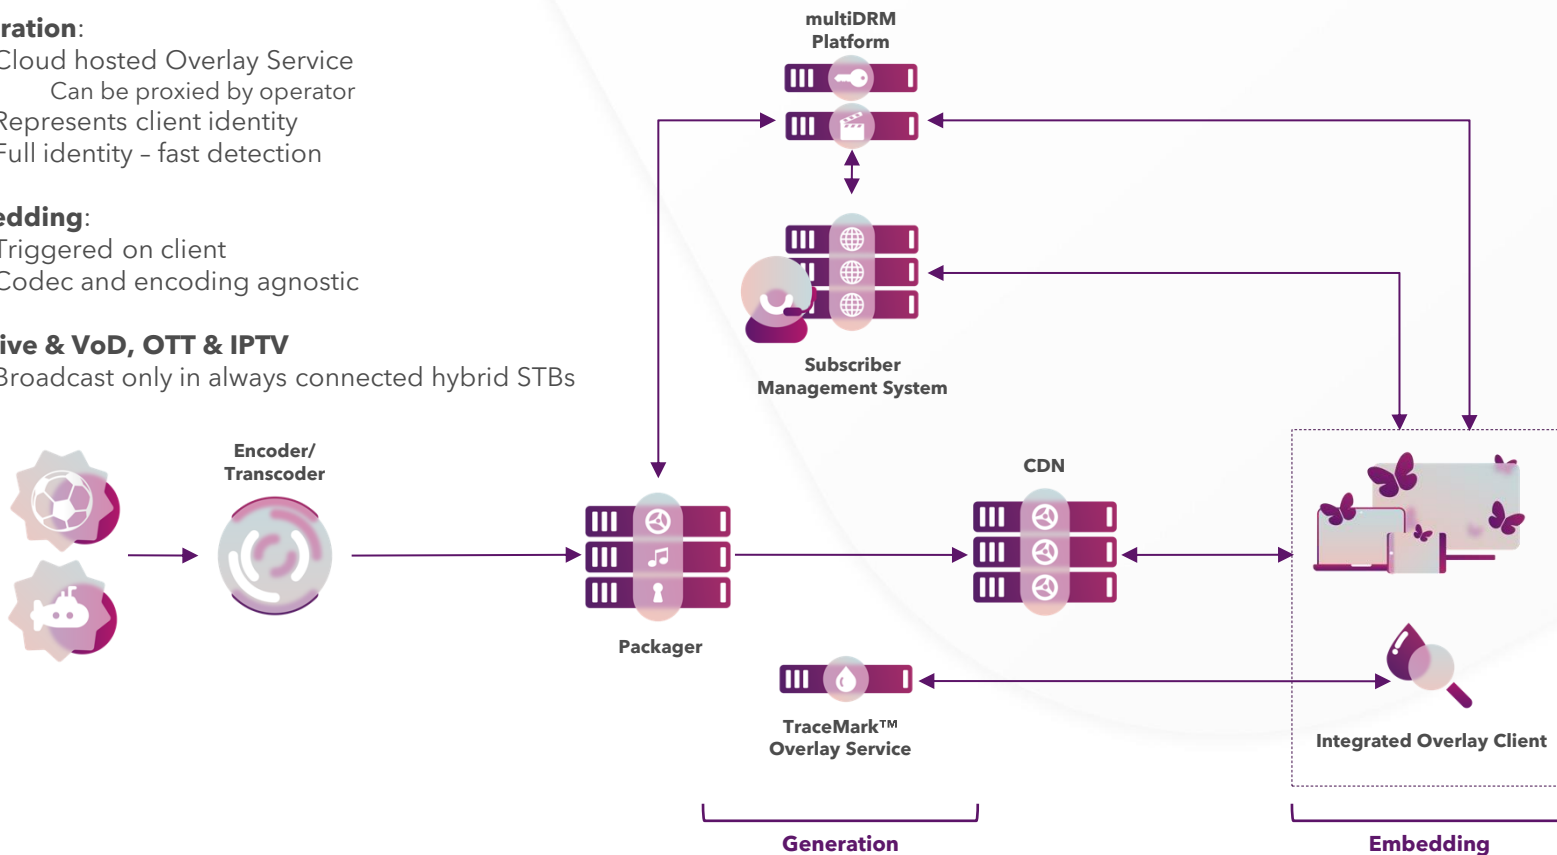 ration:
Cloud hosted Overlay Service
Can be proxied by operator
Represents client identity
Full identity – fast detection
edding:
Triggered on client
Codec and encoding agnostic
ive & VoD, OTT & IPTV
Broadcast only in always connected hybrid STBs
multiDRM
Platform
Subscriber
Management System
Encoder/
Transcoder
CDN
Packager
TraceMark™
Overlay Service
Integrated Overlay Client
Generation
Embedding